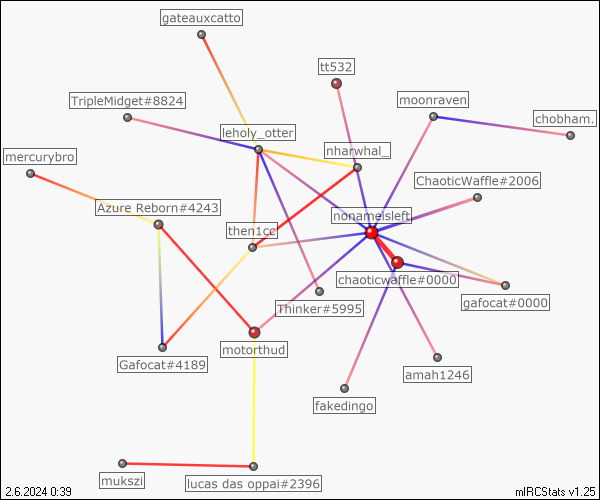 gateauxcatto
tt532
TripleMidget#8824
moonraven
chobham.
leholy_otter
nharwhal_
mercurybro
ChaoticWaffle#2006
Azure Reborn#4243
nonameisleft
then1cc
chaoticwaffle#0000
Thinker#5995
gafocat#0000
motorthud
Gafocat#4189
amah1246
fakedingo
mukszi
lucas das oppai#2396
2.6.2024 0:39
mIRCStats v1.25